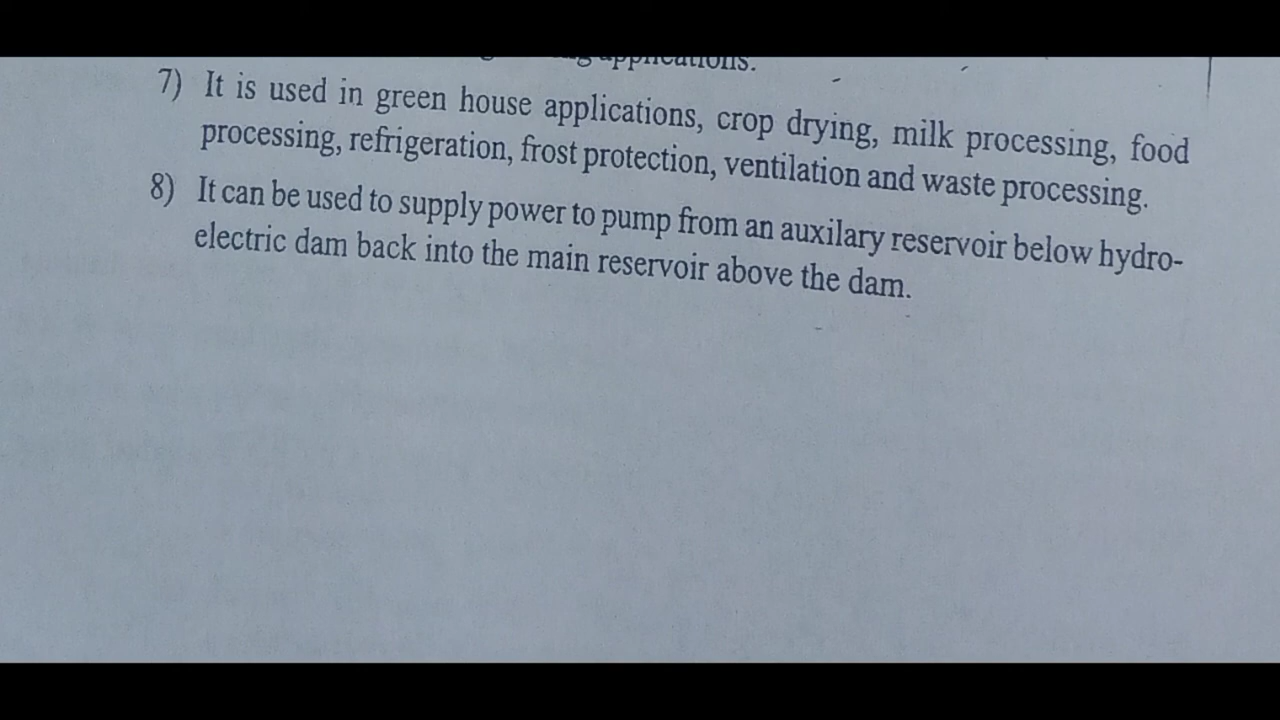 applications.
7) It is used in green house applications, crop drying, milk processing, food
processing, refrigeration, frost protection, ventilation and waste processing.
8) It can be used to supply power to pump from an auxilary reservoir below hydro-
electric dam back into the main reservoir above the dam.